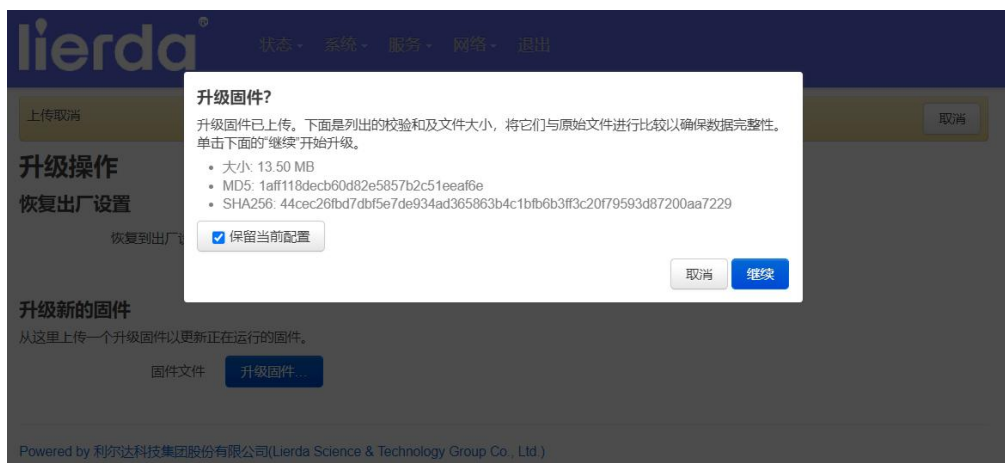 lierda®
状态 系统 服务 网络 退出
上传取消
取消
升级固件?
升级固件已上传。下面是列出的校验和及文件大小，将它们与原始文件进行比较以确保数据完整性。
单击下面的“继续”开始升级。
大小: 13.50 MB
MD5: 1aff118decb60d82e5857b2c51eeaf6e
SHA256: 44cec26fbd7dbf5e7de934ad365863b4c1bfb6b3ff3c20f79593d87200aa7229
保留当前配置
取消 继续
升级操作
恢复出厂设置
恢复到出厂
升级新的固件
从这里上传一个升级固件以更新正在运行的固件。
固件文件 升级固件...
Powered by 利尔达科技集团股份有限公司(Lierda Science & Technology Group Co., Ltd.)